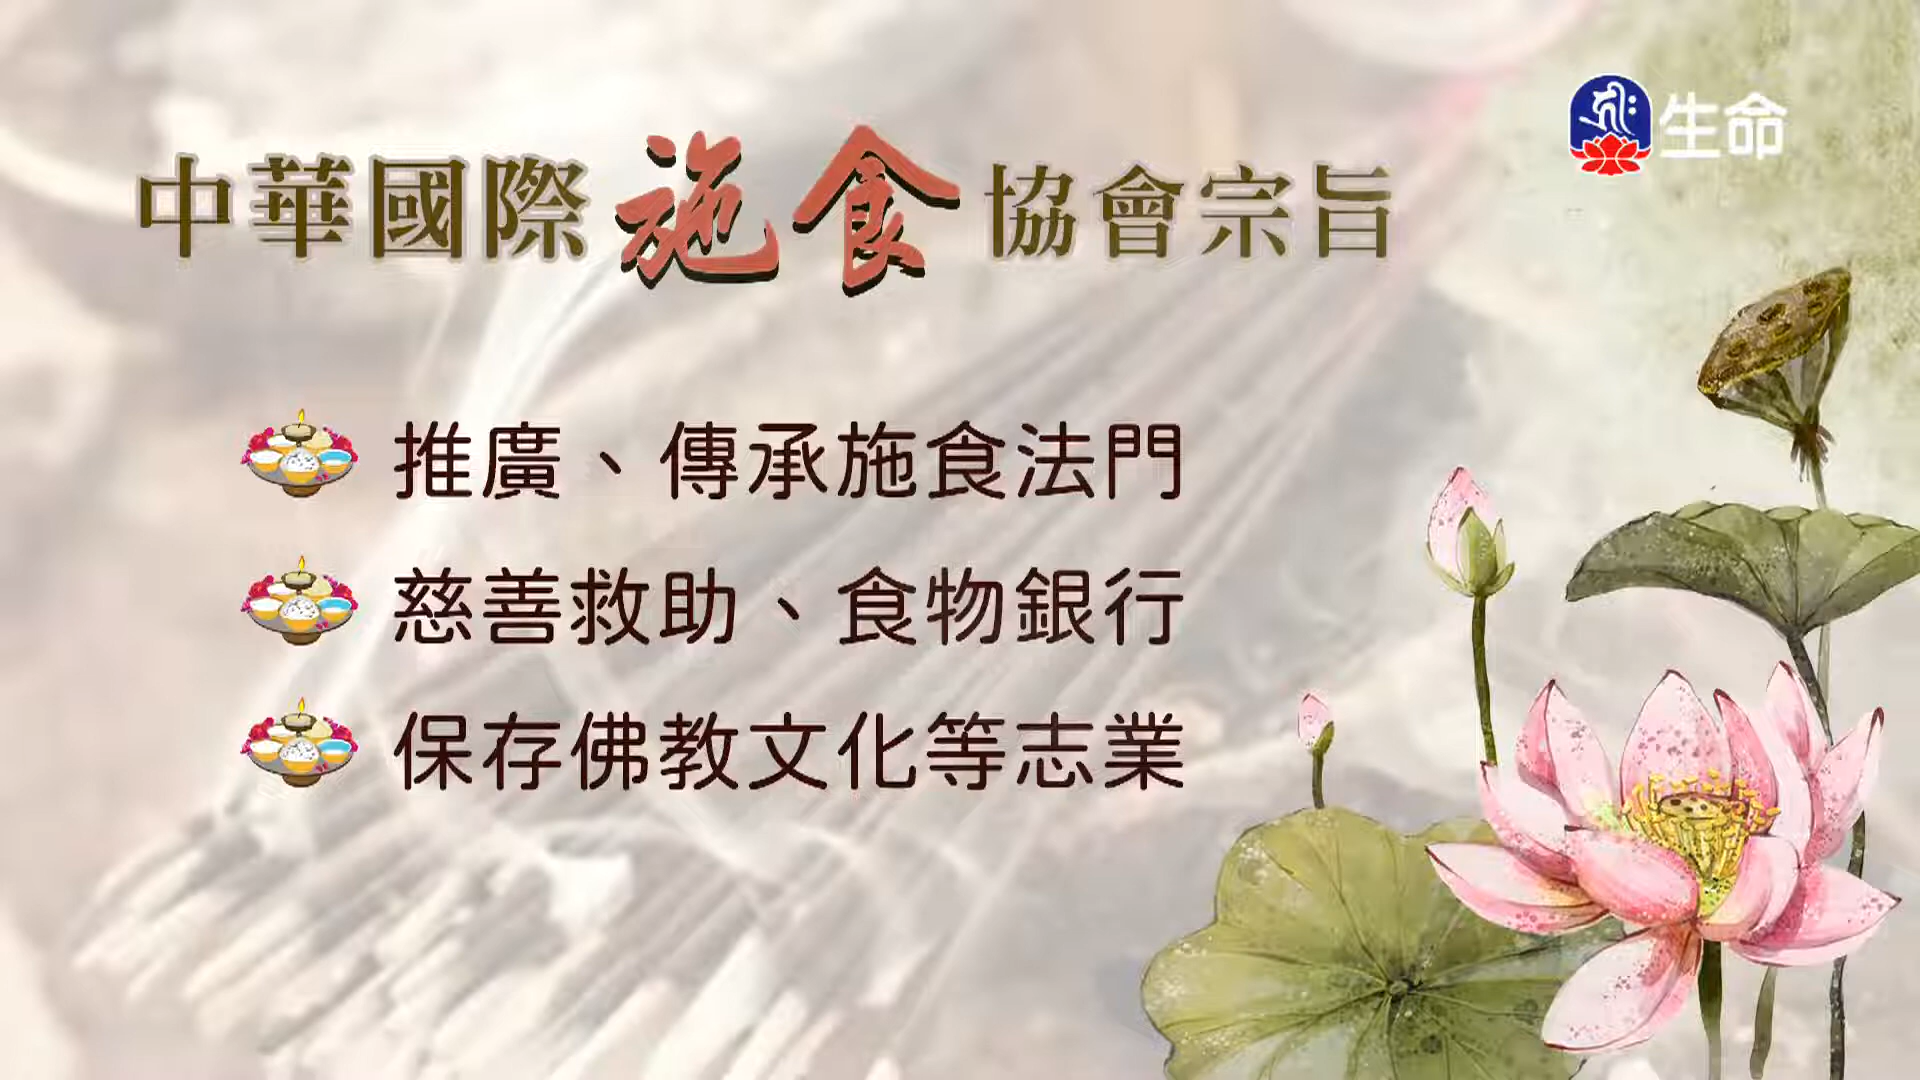 生命
中華國際施食協會宗旨
推廣、傳承施食法門
慈善救助、食物銀行
保存佛教文化等志業